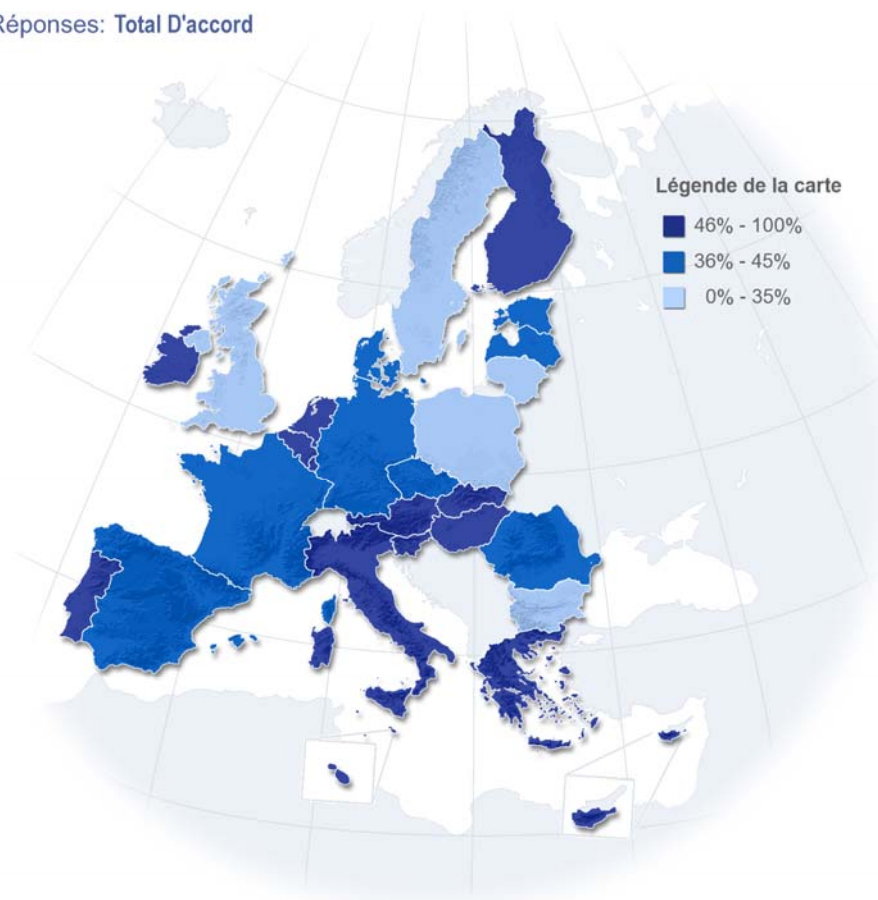 Réponses: Total D'accord
Légende de la carte
46% - 100%
36% - 45%
0% - 35%